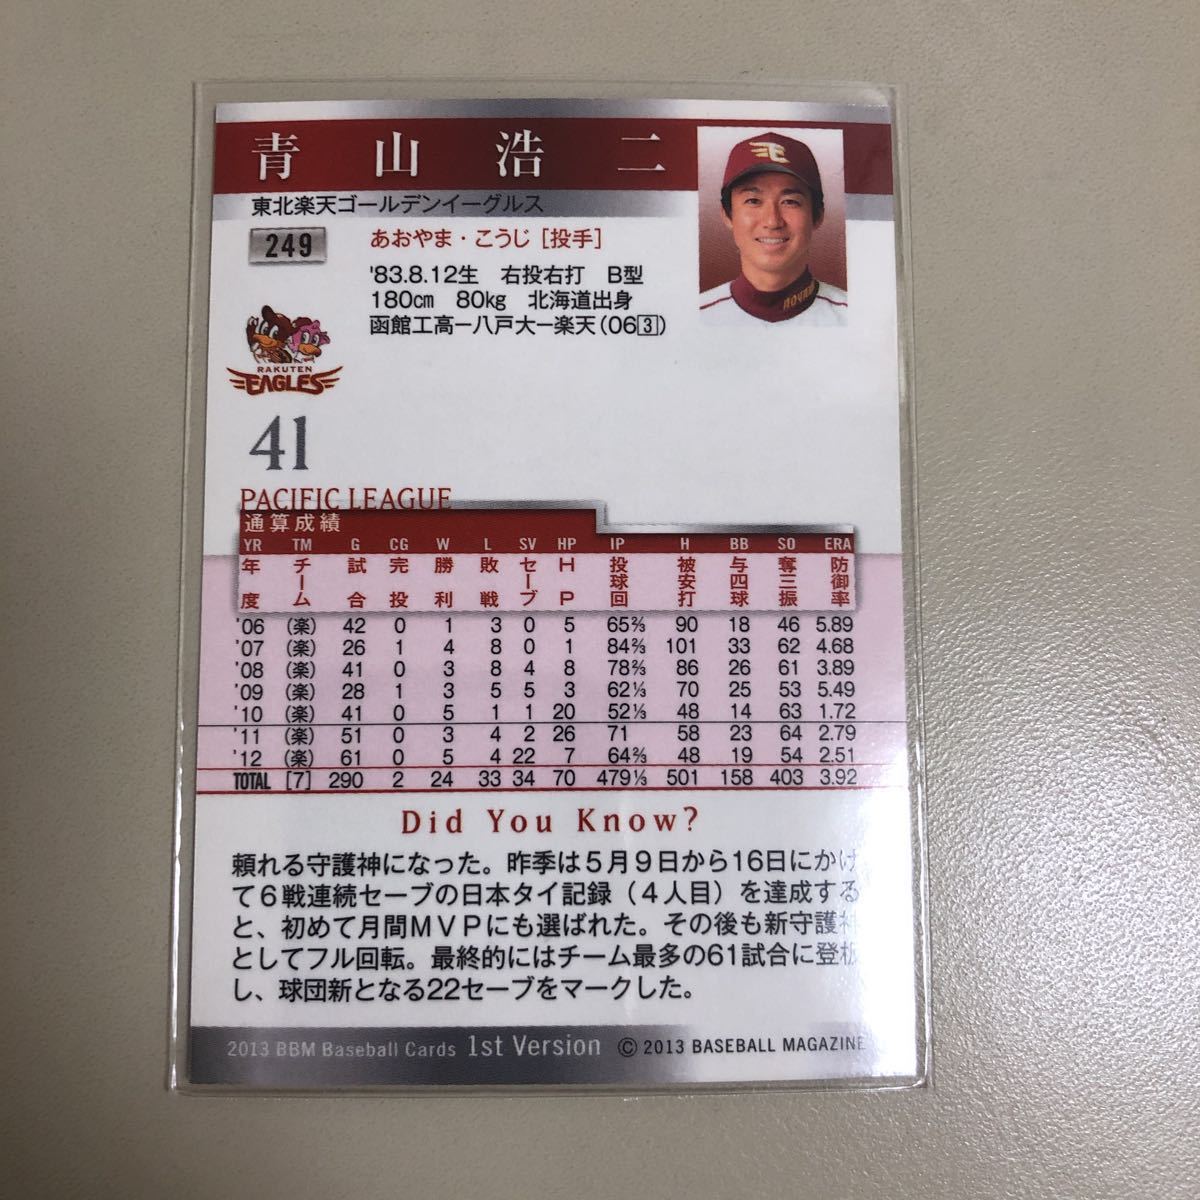 青山浩二
東北楽天ゴールデンイーグルス
249
あおやま・こうじ [投手]
'83.8.12生 右投右打 B型
180cm 80kg 北海道出身
函館工高ー八戸大ー楽天(06③)
RAKUTEN
EAGLES
41
PACIFIC LEAGUE
通算成績
YR TM G CG W L SV HP IP H BB SO ERA
年度 チーム 試合 完投 勝利 敗戦 セーブ HP 投球回 被安打 与四球 奪三振 防御率
'06 (楽) 42 0 1 3 0 5 65⅔ 90 18 46 5.89
'07 (楽) 26 1 4 8 0 1 84⅔ 101 33 62 4.68
'08 (楽) 41 0 3 8 4 8 78⅔ 86 26 61 3.89
'09 (楽) 28 1 3 5 5 3 62⅓ 70 25 53 5.49
'10 (楽) 41 0 5 1 1 20 52⅓ 48 14 63 1.72
'11 (楽) 51 0 3 4 2 26 71 58 23 64 2.79
'12 (楽) 61 0 5 4 22 7 64⅔ 48 19 54 2.51
TOTAL [7] 290 2 24 33 34 70 479⅓ 501 158 403 3.92
Did You Know?
頼れる守護神になった。昨季は5月9日から16日にかけ
て6戦連続セーブの日本タイ記録（4人目）を達成する
と、初めて月間MVPにも選ばれた。その後も新守護神
としてフル回転。最終的にはチーム最多の61試合に登板
し、球団新となる22セーブをマークした。
2013 BBM Baseball Cards 1st Version © 2013 BASEBALL MAGAZINE